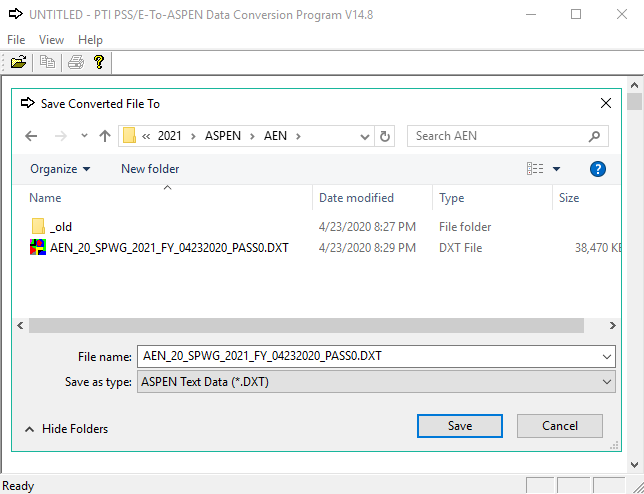 UNTITLED - PTI PSS/E-To-ASPEN Data Conversion Program V14.8
File View Help
Save Converted File To
« 2021 > ASPEN > AEN > Search AEN
Organize New folder
Name Date modified Type Size
_old 4/23/2020 8:27 PM File folder
AEN_20_SPWG_2021_FY_04232020_PASS0.DXT 4/23/2020 8:29 PM DXT File 38,470 KB
File name: AEN_20_SPWG_2021_FY_04232020_PASS0.DXT
Save as type: ASPEN Text Data (*.DXT)
Hide Folders Save Cancel
Ready